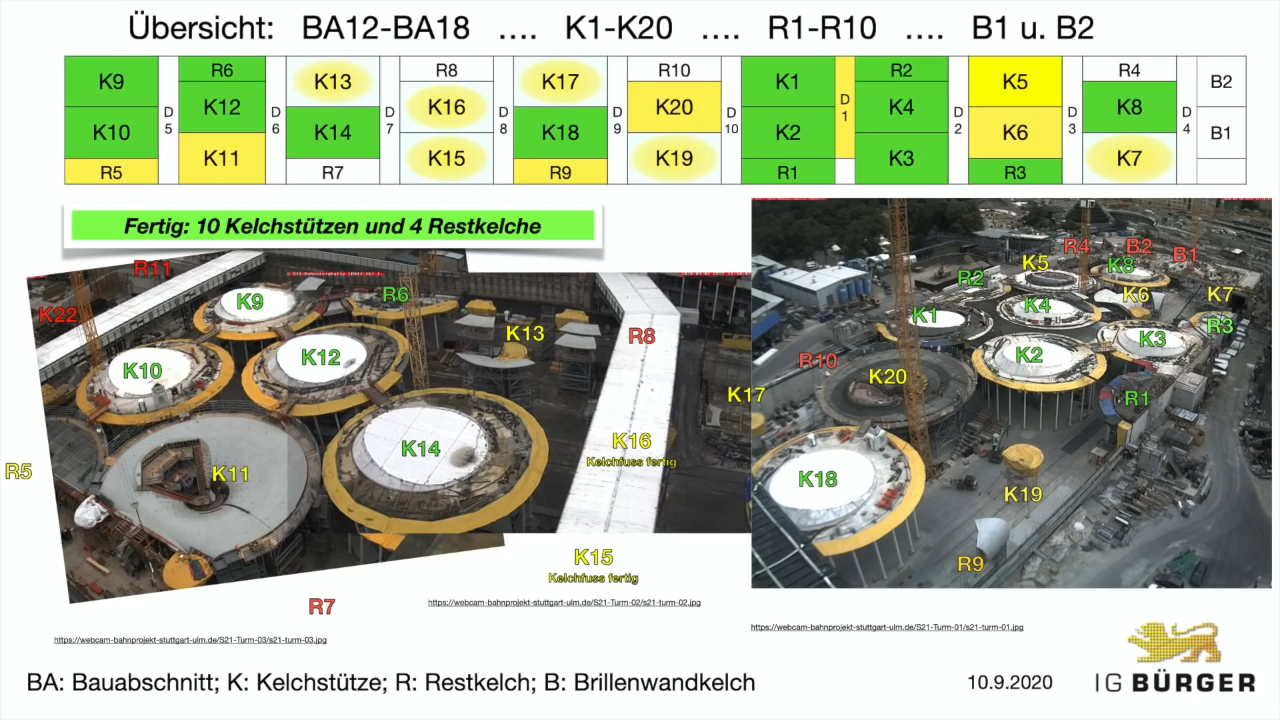 Übersicht: BA12-BA18 .... K1-K20 .... R1-R10 .... B1 u. B2
K9 R6 K13 R8 K17 R10 K1 R2 K5 R4 B2
K12 K16 K20 K4 K8
D 5 D 6 D 7 D 8 D 9 D 10 D 1 D 2 D 3 D 4
K10 K14 K18 K2 K6 B1
K11 K15 K19 K3 K7
R5 R7 R9 R1 R3
Fertig: 10 Kelchstützen und 4 Restkelche
R11
K9
R6
K22
K13
R8
K10
K12
K17
K14
K16
Kelchfuss fertig
R5
K11
K15
Kelchfuss fertig
R7
R4
B2
B1
K5
K8
R2
K6
K7
K1
K4
R3
K2
K3
R10
K20
R1
K18
K19
R9
https://webcam-bahnprojekt-stuttgart-ulm.de/S21-Turm-02/s21-turm-02.jpg
https://webcam-bahnprojekt-stuttgart-ulm.de/S21-Turm-01/s21-turm-01.jpg
https://webcam-bahnprojekt-stuttgart-ulm.de/S21-Turm-03/s21-turm-03.jpg
BA: Bauabschnitt; K: Kelchstütze; R: Restkelch; B: Brillenwandkelch
10.9.2020
IG BÜRGER